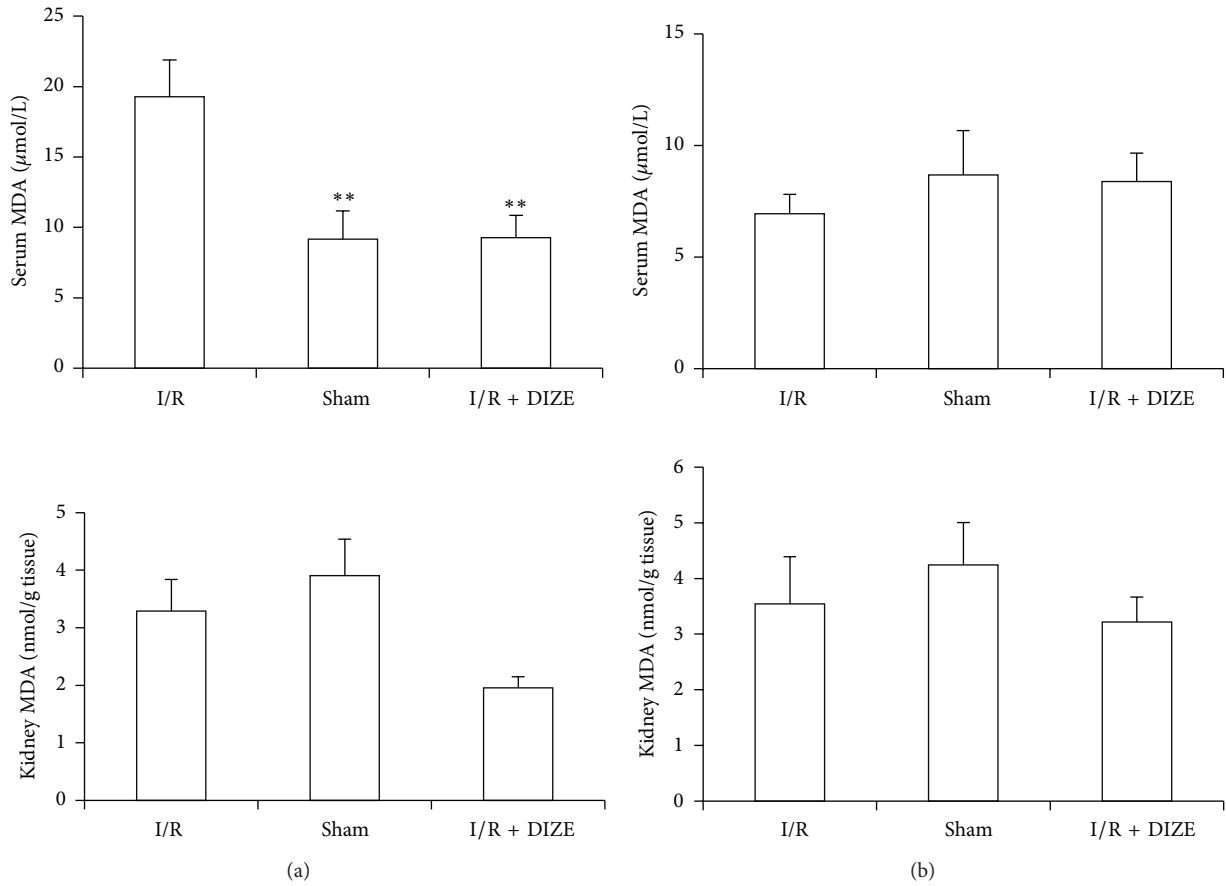 Serum MDA (µmol/L)
25
20
15
10
5
0
**
**
I/R
Sham
I/R + DIZE
Serum MDA (µmol/L)
15
10
5
0
I/R
Sham
I/R + DIZE
Kidney MDA (nmol/g tissue)
5
4
3
2
1
0
I/R
Sham
I/R + DIZE
(a)
Kidney MDA (nmol/g tissue)
6
5
4
3
2
1
0
I/R
Sham
I/R + DIZE
(b)